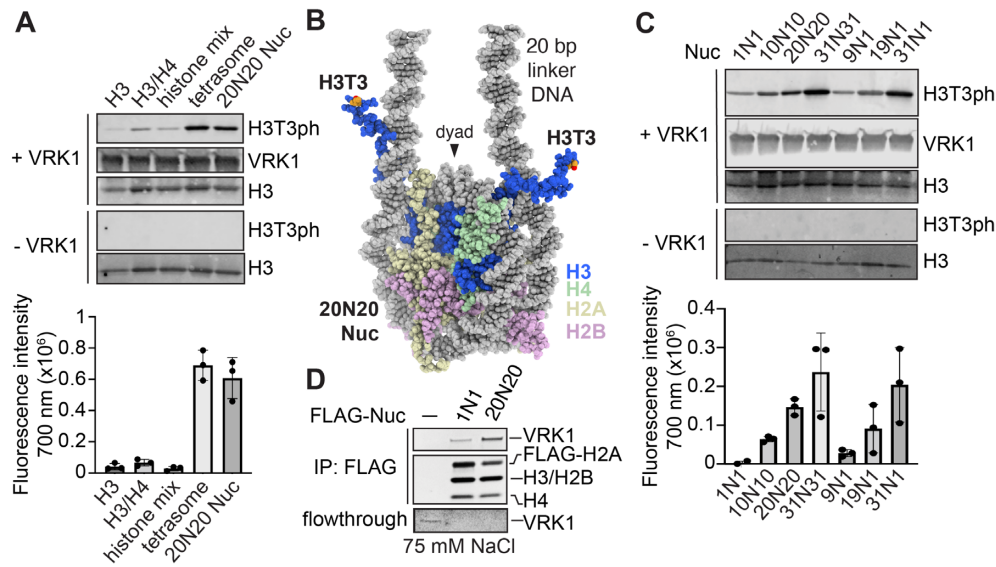 A
H3
H3/H4
histone mix
tetrasome
20N20 Nuc
+ VRK1
H3T3ph
VRK1
H3
- VRK1
H3T3ph
H3
Fluorescence intensity
700 nm (x10⁶)
1
0.8
0.6
0.4
0.2
0
H3
H3/H4
histone mix
tetrasome
20N20 Nuc
B
20 bp
linker
DNA
H3T3
dyad
H3T3
20N20
Nuc
H3
H4
H2A
H2B
D
FLAG-Nuc
–
1N1
20N20
IP: FLAG
VRK1
FLAG-H2A
H3/H2B
H4
flowthrough
VRK1
75 mM NaCl
C
Nuc
1N1
10N10
20N20
31N31
9N1
19N1
31N1
+ VRK1
H3T3ph
VRK1
H3
- VRK1
H3T3ph
H3
Fluorescence intensity
700 nm (x10⁶)
0.4
0.3
0.2
0.1
0
1N1
10N10
20N20
31N31
9N1
19N1
31N1